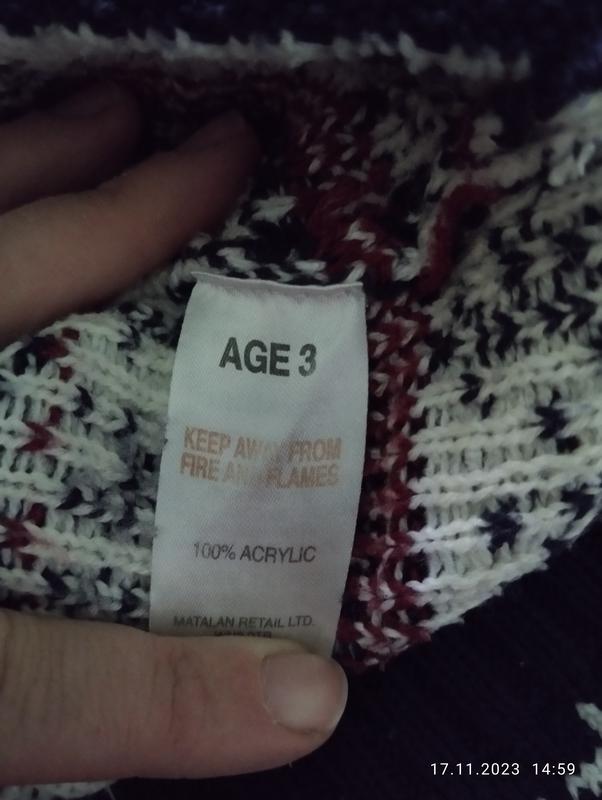 AGE 3
KEEP AWAY FROM
FIRE AND FLAMES
100% ACRYLIC
MATALAN RETAIL LTD.
17.11.2023 14:59